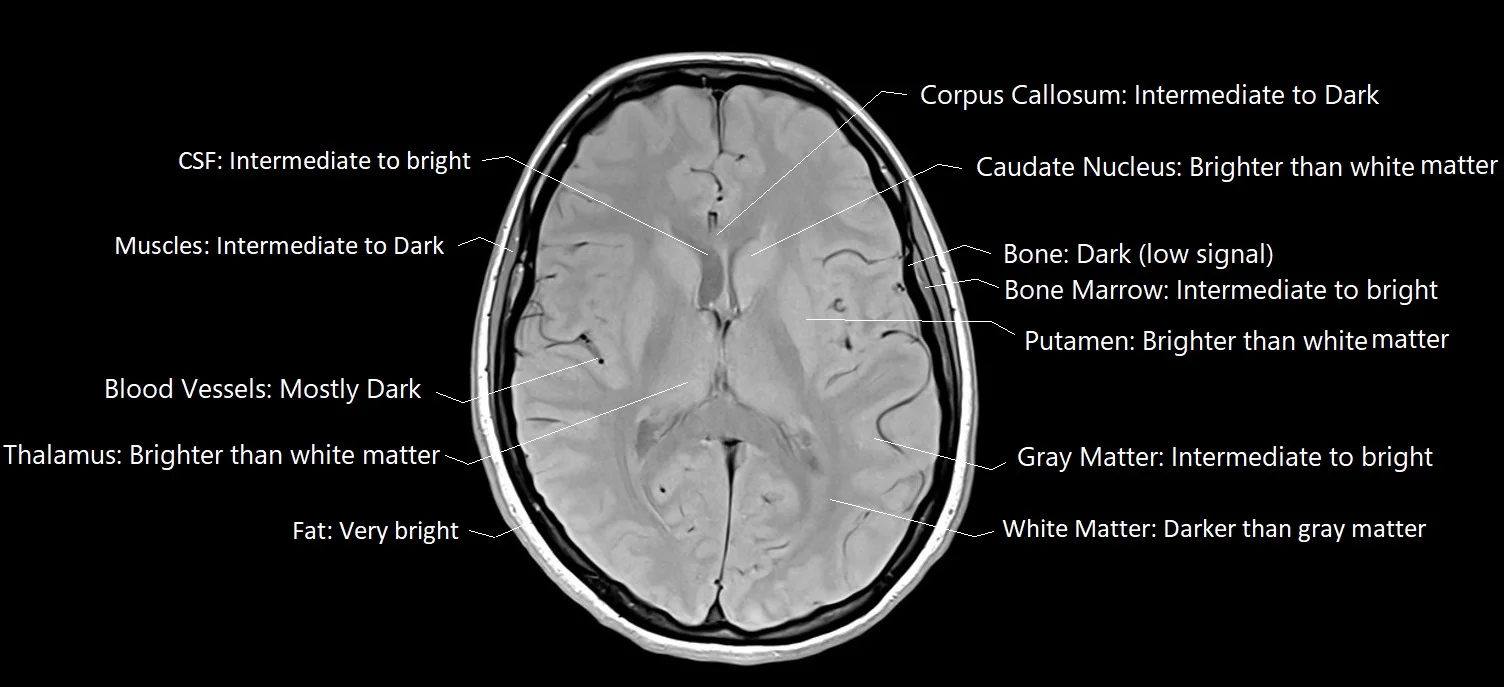 Corpus Callosum: Intermediate to Dark
CSF: Intermediate to bright
Caudate Nucleus: Brighter than white matter
Muscles: Intermediate to Dark
Bone: Dark (low signal)
Bone Marrow: Intermediate to bright
Putamen: Brighter than white matter
Blood Vessels: Mostly Dark
Thalamus: Brighter than white matter
Gray Matter: Intermediate to bright
Fat: Very bright
White Matter: Darker than gray matter